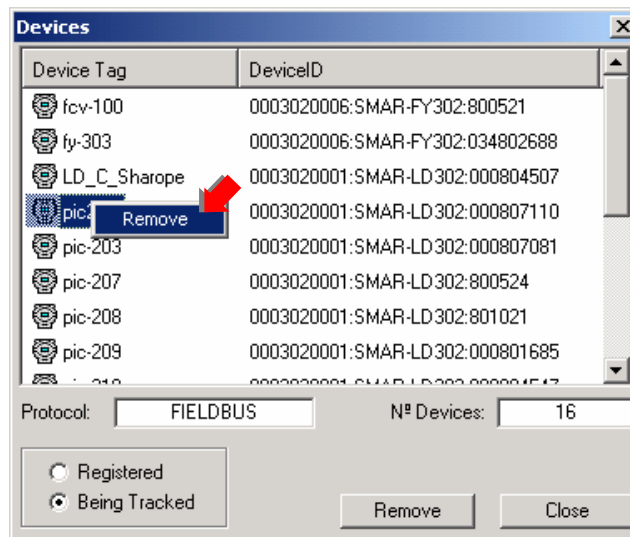 Devices
Device Tag DeviceID
fcv-100 0003020006:SMAR-FY302:800521
fy-303 0003020006:SMAR-FY302:034802688
LD_C_Sharope 0003020001:SMAR-LD302:000804507
Remove 0003020001:SMAR-LD302:000807110
pic-203 0003020001:SMAR-LD302:000807081
pic-207 0003020001:SMAR-LD302:800524
pic-208 0003020001:SMAR-LD302:801021
pic-209 0003020001:SMAR-LD302:000801685
Protocol: FIELDBUS Nº Devices: 16
Registered
Being Tracked
Remove Close